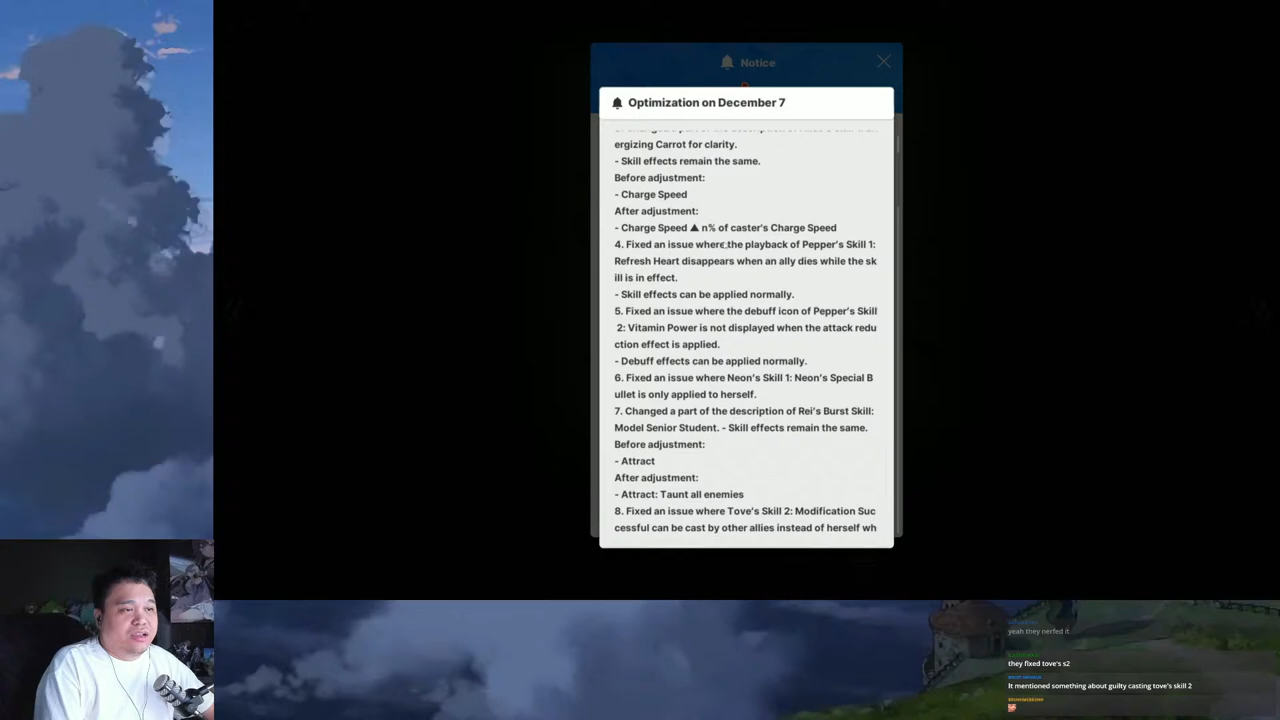 Notice
Optimization on December 7
ergizing Carrot for clarity.
- Skill effects remain the same.
Before adjustment:
- Charge Speed
After adjustment:
- Charge Speed ▲ n% of caster's Charge Speed
4. Fixed an issue where the playback of Pepper's Skill 1:
Refresh Heart disappears when an ally dies while the sk
ill is in effect.
- Skill effects can be applied normally.
5. Fixed an issue where the debuff icon of Pepper's Skill
2: Vitamin Power is not displayed when the attack redu
ction effect is applied.
- Debuff effects can be applied normally.
6. Fixed an issue where Neon's Skill 1: Neon's Special B
ullet is only applied to herself.
7. Changed a part of the description of Rei's Burst Skill:
Model Senior Student. - Skill effects remain the same.
Before adjustment:
- Attract
After adjustment:
- Attract: Taunt all enemies
8. Fixed an issue where Tove's Skill 2: Modification Suc
cessful can be cast by other allies instead of herself wh
yeah they nerfed it
they fixed tove's s2
It mentioned something about guilty casting tove's skill 2